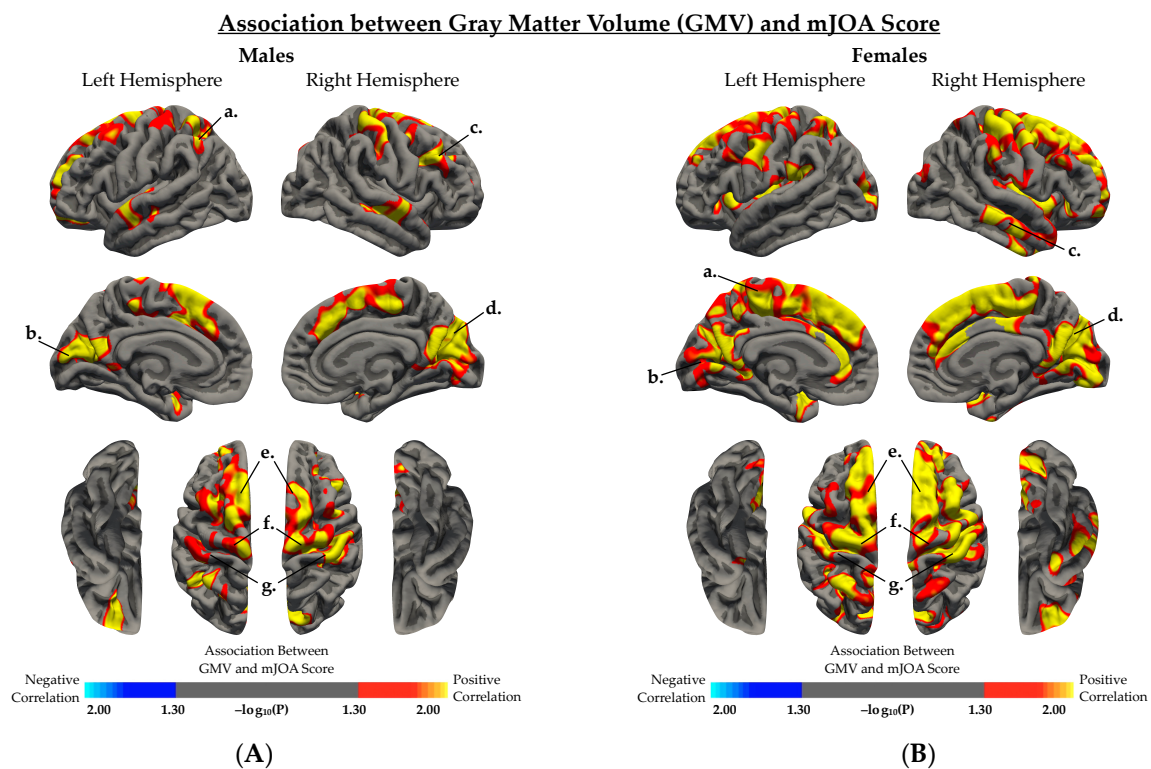 Association between Gray Matter Volume (GMV) and mJOA Score
Males
Left Hemisphere Right Hemisphere
a.
c.
b.
d.
e.
f.
g.
Association Between
GMV and mJOA Score
Negative
Correlation
Positive
Correlation
2.00 1.30 –log₁₀(P) 1.30 2.00
(A)
Females
Left Hemisphere Right Hemisphere
c.
a.
b.
d.
e.
f.
g.
Association Between
GMV and mJOA Score
Negative
Correlation
Positive
Correlation
2.00 1.30 –log₁₀(P) 1.30 2.00
(B)